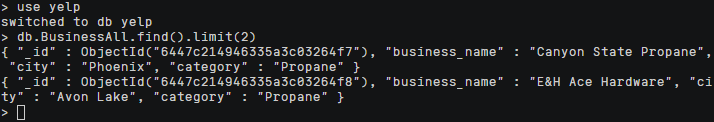 > use yelp
switched to db yelp
> db.BusinessAll.find().limit(2)
{ "_id" : ObjectId("6447c214946335a3c03264f7"), "business_name" : "Canyon State Propane",
 "city" : "Phoenix", "category" : "Propane" }
{ "_id" : ObjectId("6447c214946335a3c03264f8"), "business_name" : "E&H Ace Hardware", "ci
ty" : "Avon Lake", "category" : "Propane" }
>